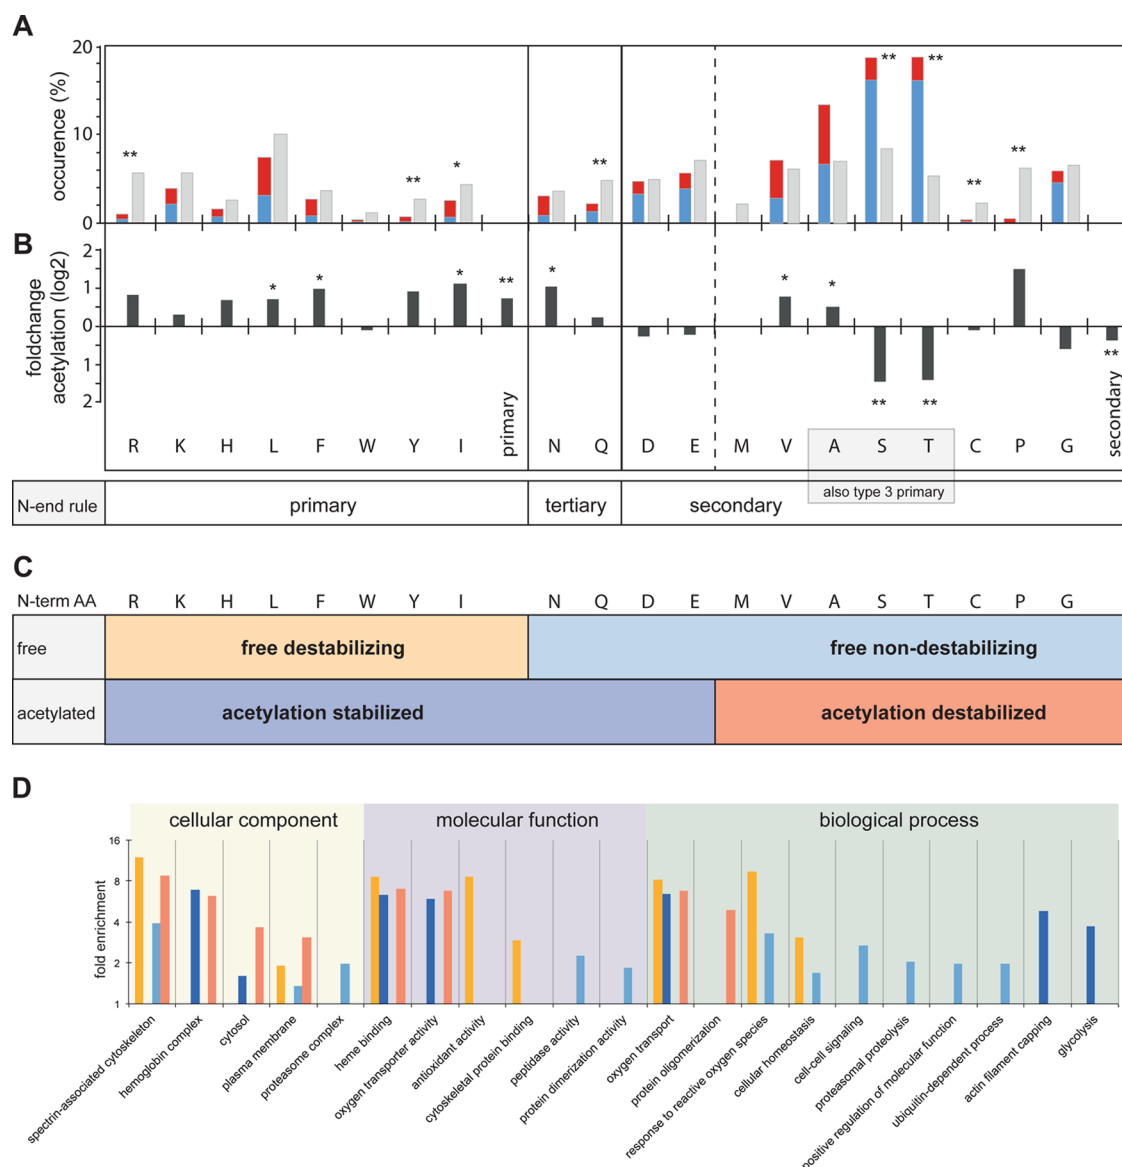 A
occurence (%)
20
10
0
** ** * ** ** ** ** **
B
foldchange
acetylation (log2)
2
1
0
1
2
* * * ** * * * ** ** **
R K H L F W Y I primary N Q D E M V A S T C P G secondary
also type 3 primary
N-end rule primary tertiary secondary
C
N-term AA R K H L F W Y I N Q D E M V A S T C P G
free free destabilizing free non-destabilizing
acetylated acetylation stabilized acetylation destabilized
D
cellular component molecular function biological process
fold enrichment
16
8
4
2
1
spectrin-associated cytoskeleton
hemoglobin complex
cytosol
plasma membrane
proteasome complex
heme binding
oxygen transporter activity
antioxidant activity
cytoskeletal protein binding
peptidase activity
protein dimerization activity
oxygen transport
protein oligomerization
response to reactive oxygen species
cellular homeostasis
cell-cell signaling
proteasomal proteolysis
positive regulation of molecular function
ubiquitin-dependent process
actin filament capping
glycolysis